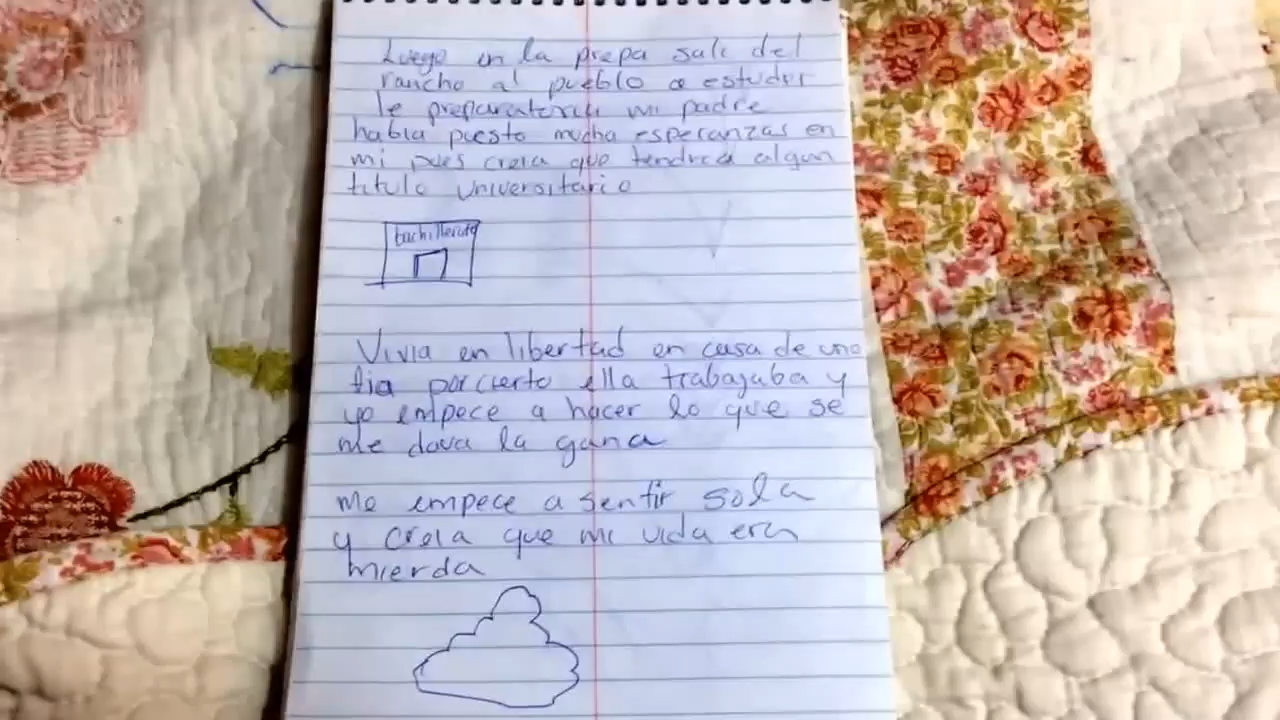 Luego en la prepa sali del
rancho al pueblo a estudiar
la preparatoria mi padre
habia puesto mucha esperanzas en
mi pues creia que tendria algun
titulo universitario
bachillerato
Vivia en libertad en casa de una
tia por cierto ella trabajaba y
yo empece a hacer lo que se
me dava la gana
me empece a sentir sola
y creia que mi vida era
mierda